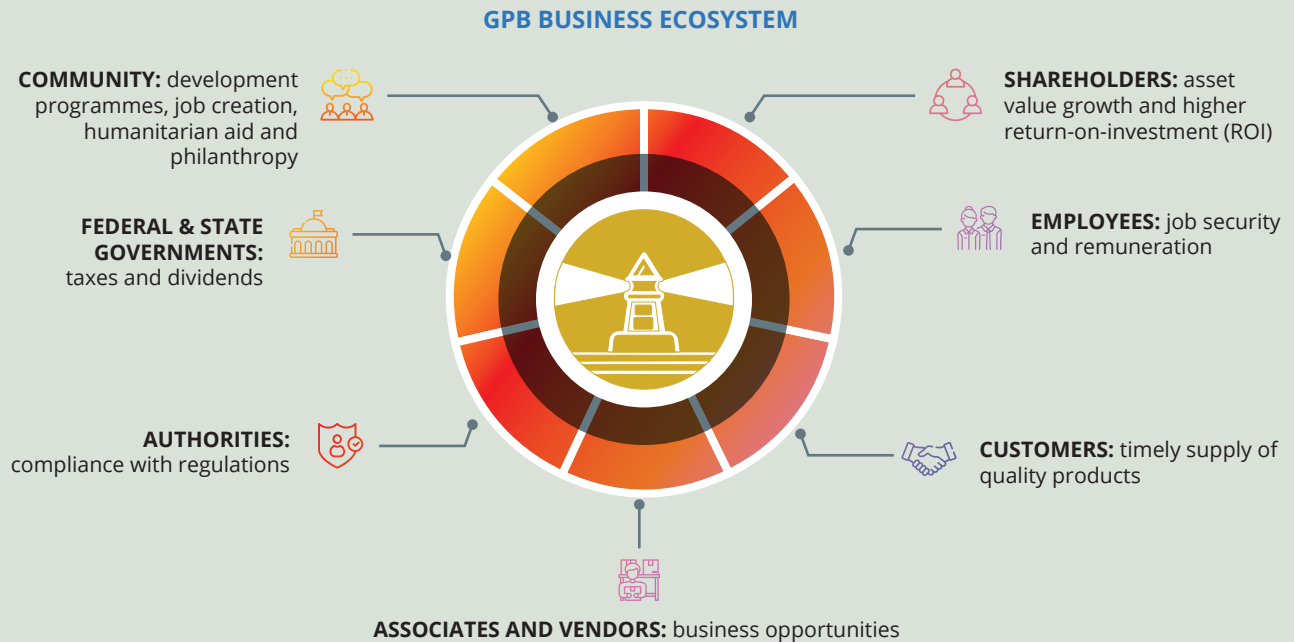 GPB BUSINESS ECOSYSTEM
COMMUNITY: development
programmes, job creation,
humanitarian aid and
philanthropy
SHAREHOLDERS: asset
value growth and higher
return-on-investment (ROI)
FEDERAL & STATE
GOVERNMENTS:
taxes and dividends
EMPLOYEES: job security
and remuneration
AUTHORITIES:
compliance with regulations
CUSTOMERS: timely supply of
quality products
ASSOCIATES AND VENDORS: business opportunities